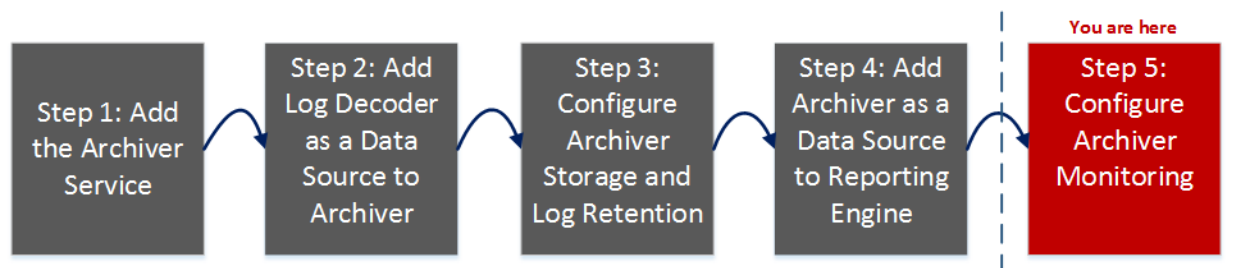 Step 1: Add
the Archiver
Service
Step 2: Add
Log Decoder
as a Data
Source to
Archiver
Step 3:
Configure
Archiver
Storage and
Log Retention
Step 4: Add
Archiver as a
Data Source
to Reporting
Engine
You are here
Step 5:
Configure
Archiver
Monitoring